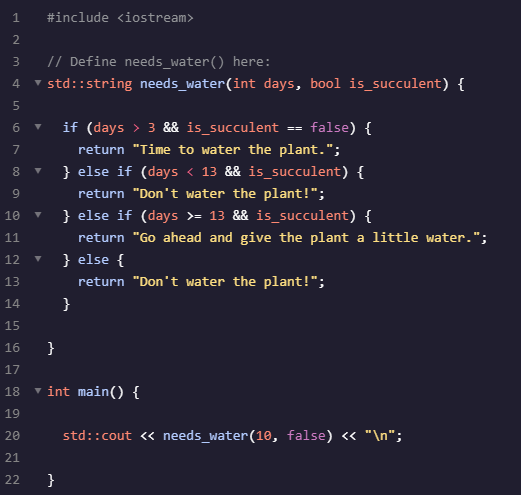 1 #include <iostream>
2
3 // Define needs_water() here:
4 std::string needs_water(int days, bool is_succulent) {
5
6   if (days > 3 && is_succulent == false) {
7     return "Time to water the plant.";
8   } else if (days < 13 && is_succulent) {
9     return "Don't water the plant!";
10   } else if (days >= 13 && is_succulent) {
11     return "Go ahead and give the plant a little water.";
12   } else {
13     return "Don't water the plant!";
14   }
15
16 }
17
18 int main() {
19
20   std::cout << needs_water(10, false) << "\n";
21
22 }